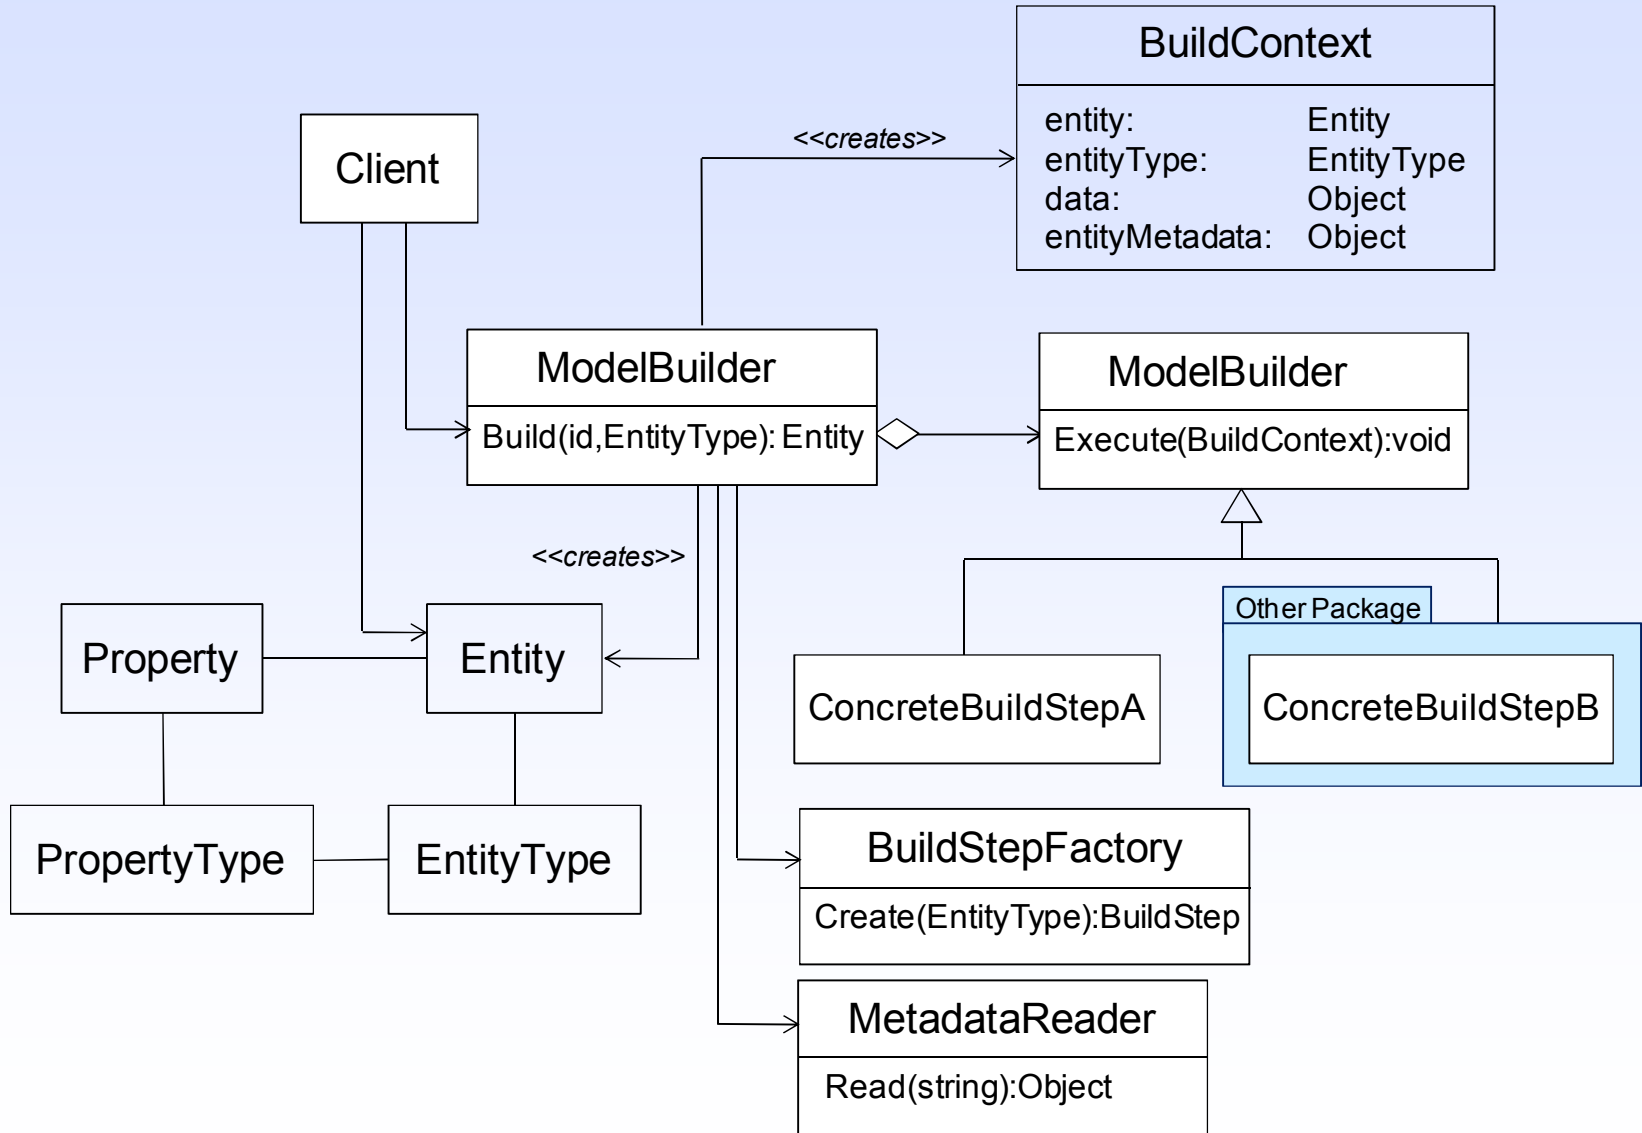 BuildContext
entity: Entity
entityType: EntityType
data: Object
entityMetadata: Object
<<creates>>
Client
ModelBuilder
Build(id,EntityType): Entity
ModelBuilder
Execute(BuildContext):void
<<creates>>
Other Package
Property
Entity
ConcreteBuildStepA
ConcreteBuildStepB
PropertyType
EntityType
BuildStepFactory
Create(EntityType):BuildStep
MetadataReader
Read(string):Object